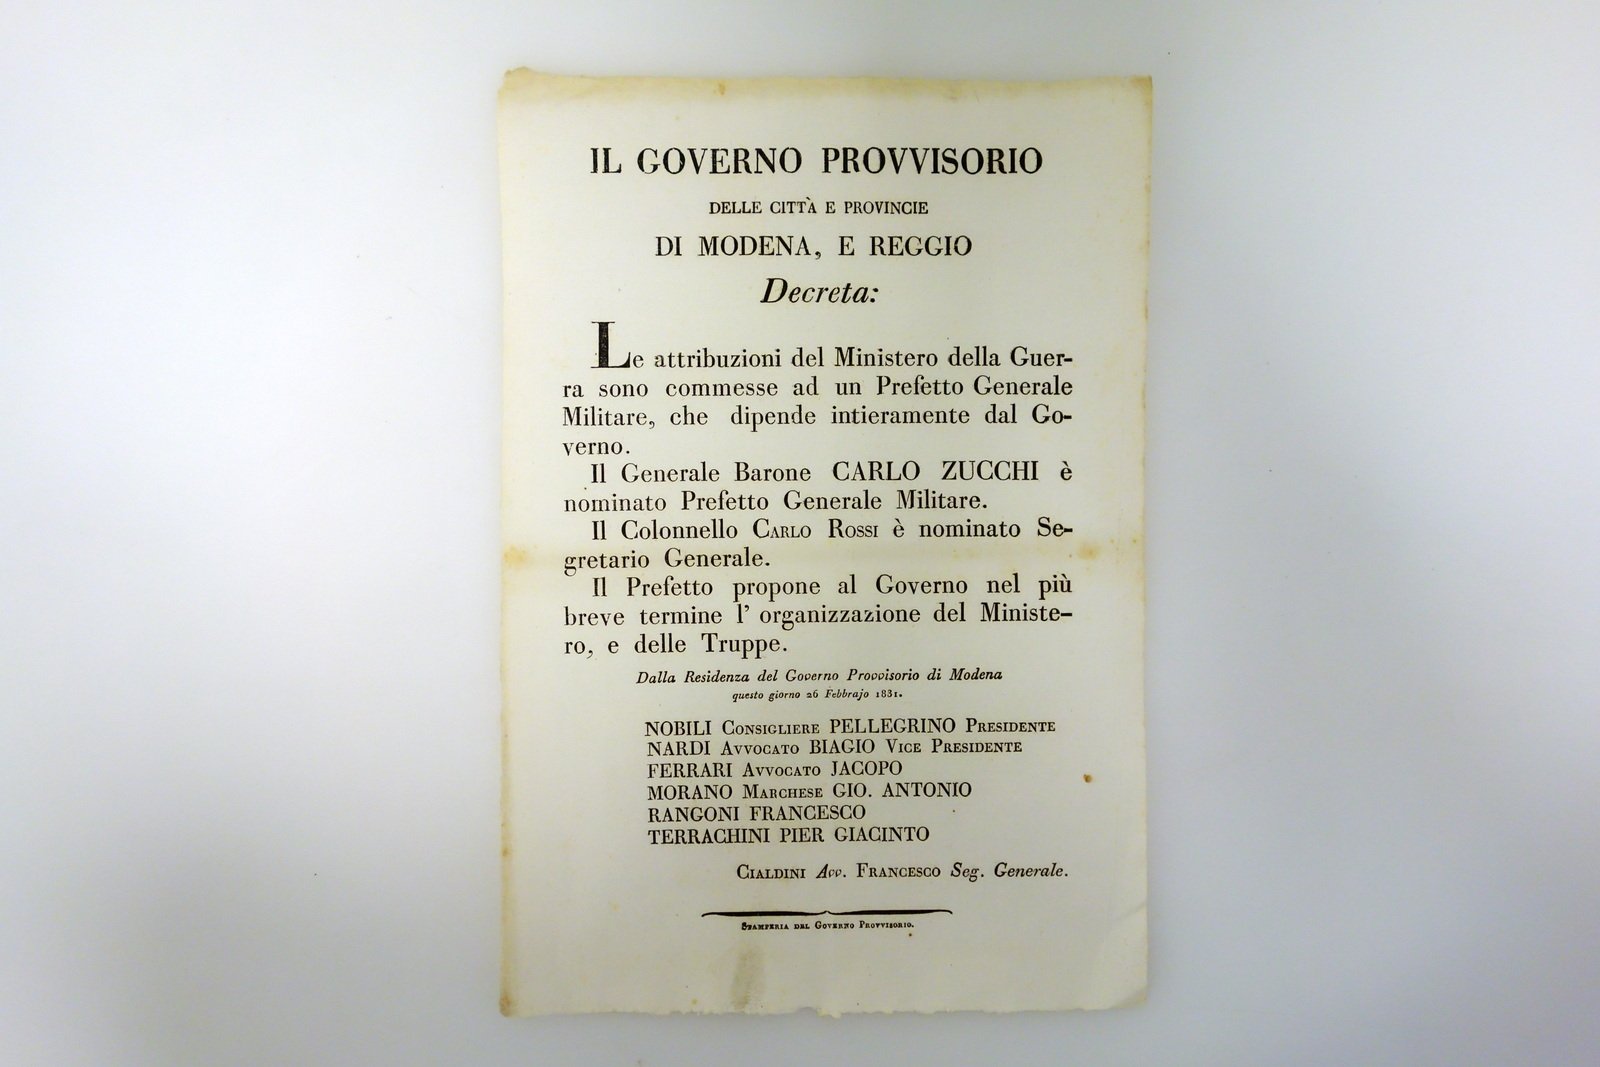 IL GOVERNO PROVVISORIO
DELLE CITTÀ E PROVINCIE
DI MODENA, E REGGIO
Decreta:
Le attribuzioni del Ministero della Guer-
ra sono commesse ad un Prefetto Generale
Militare, che dipende intieramente dal Go-
verno.
Il Generale Barone CARLO ZUCCHI è
nominato Prefetto Generale Militare.
Il Colonnello CARLO ROSSI è nominato Se-
gretario Generale.
Il Prefetto propone al Governo nel più
breve termine l' organizzazione del Ministe-
ro, e delle Truppe.
Dalla Residenza del Governo Provvisorio di Modena
questo giorno 26 Febbrajo 1831.
NOBILI CONSIGLIERE PELLEGRINO PRESIDENTE
NARDI AVVOCATO BIAGIO VICE PRESIDENTE
FERRARI AVVOCATO JACOPO
MORANO MARCHESE GIO. ANTONIO
RANGONI FRANCESCO
TERRACHINI PIER GIACINTO
CIALDINI Avv. FRANCESCO Seg. Generale.
STAMPERIA DEL GOVERNO PROVVISORIO.